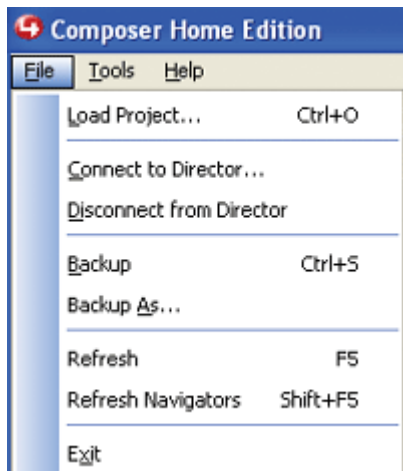 Composer Home Edition
File Tools Help
Load Project... Ctrl+O
Connect to Director...
Disconnect from Director
Backup Ctrl+S
Backup As...
Refresh F5
Refresh Navigators Shift+F5
Exit